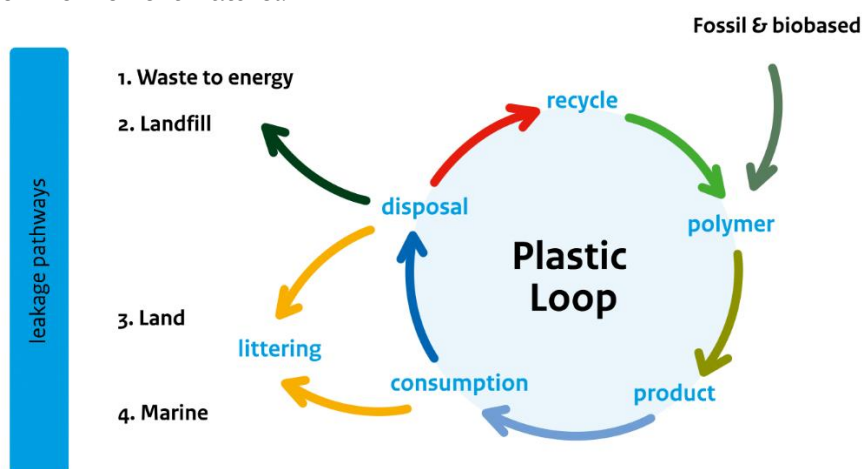 Fossil & biobased
1. Waste to energy
2. Landfill
recycle
disposal
polymer
Plastic
Loop
leakage pathways
3. Land
littering
consumption
product
4. Marine